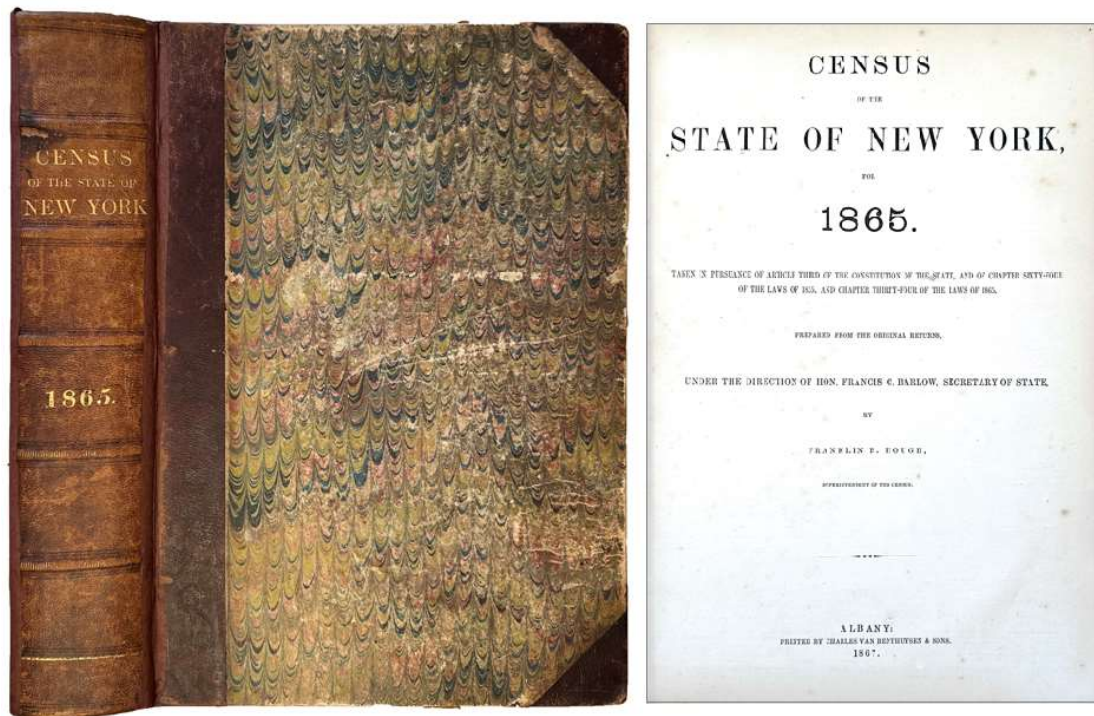 CENSUS
OF THE STATE OF
NEW YORK
1865.
CENSUS
OF THE
STATE OF NEW YORK,
FOR
1865.
TAKEN IN PURSUANCE OF ARTICLE THIRD OF THE CONSTITUTION OF THE STATE, AND OF CHAPTER SIXTY-FOUR
OF THE LAWS OF 1855, AND CHAPTER THIRTY-FOUR OF THE LAWS OF 1865.
PREPARED FROM THE ORIGINAL RETURNS,
UNDER THE DIRECTION OF HON. FRANCIS C. BARLOW, SECRETARY OF STATE,
BY
FRANKLIN B. HOUGH,
SUPERINTENDENT OF THE CENSUS.
ALBANY:
PRINTED BY CHARLES VAN BENTHUYSEN & SONS.
1867.